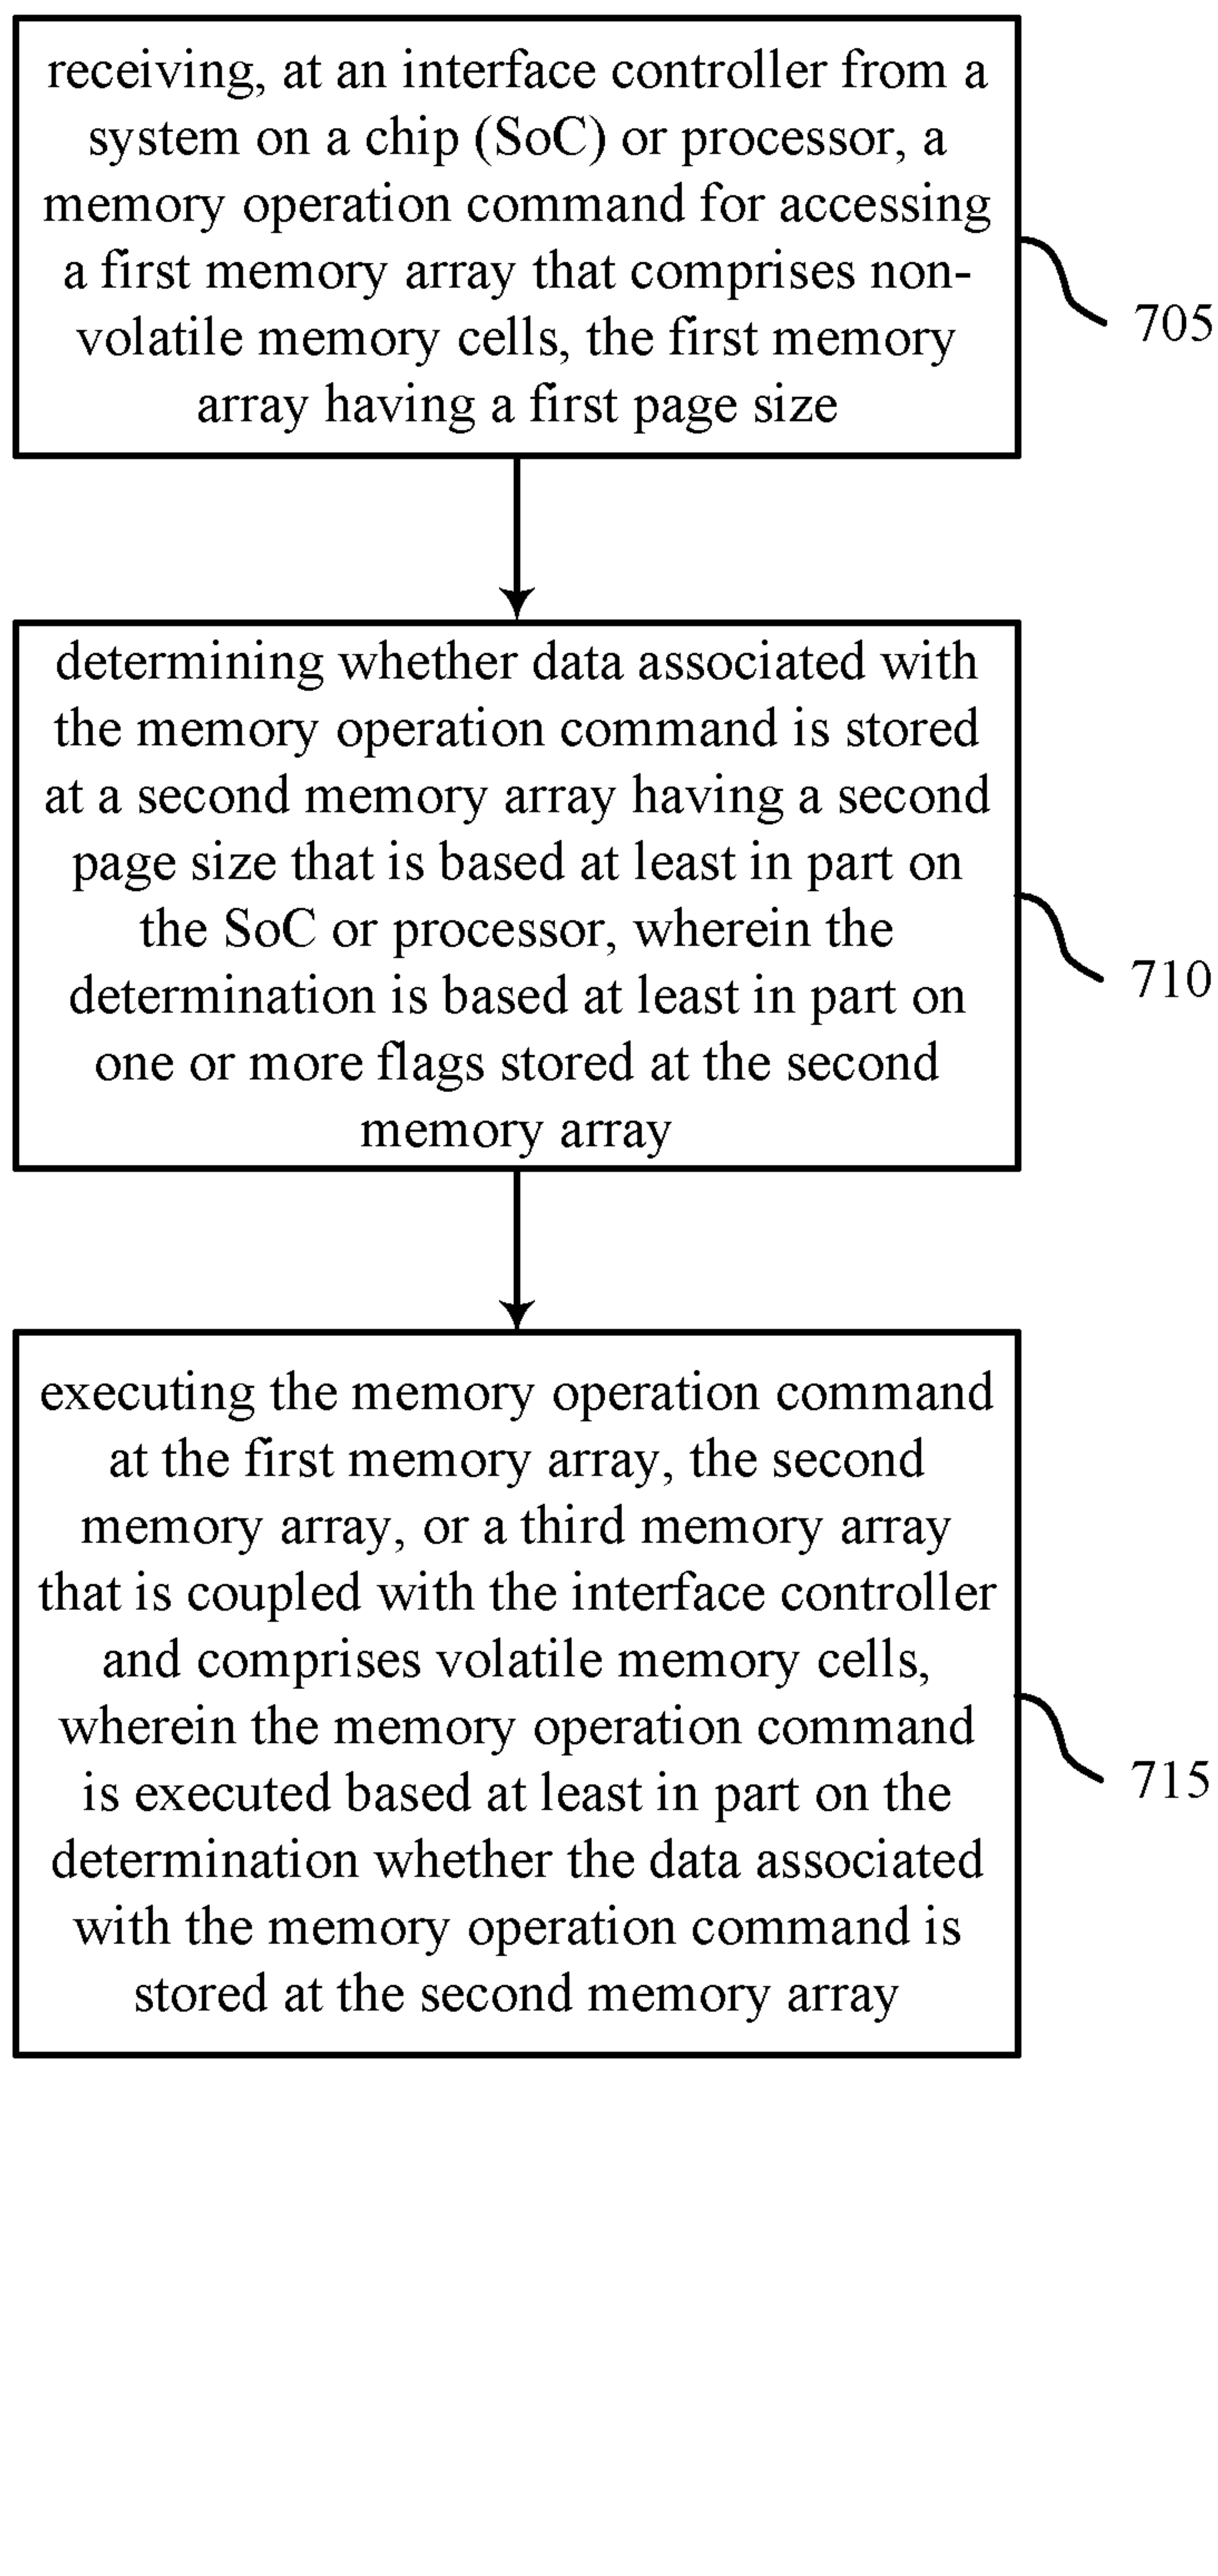 receiving, at an interface controller from a
system on a chip (SoC) or processor, a
memory operation command for accessing
a first memory array that comprises non-
volatile memory cells, the first memory
array having a first page size
705
determining whether data associated with
the memory operation command is stored
at a second memory array having a second
page size that is based at least in part on
the SoC or processor, wherein the
determination is based at least in part on
one or more flags stored at the second
memory array
710
executing the memory operation command
at the first memory array, the second
memory array, or a third memory array
that is coupled with the interface controller
and comprises volatile memory cells,
wherein the memory operation command
is executed based at least in part on the
determination whether the data associated
with the memory operation command is
stored at the second memory array
715